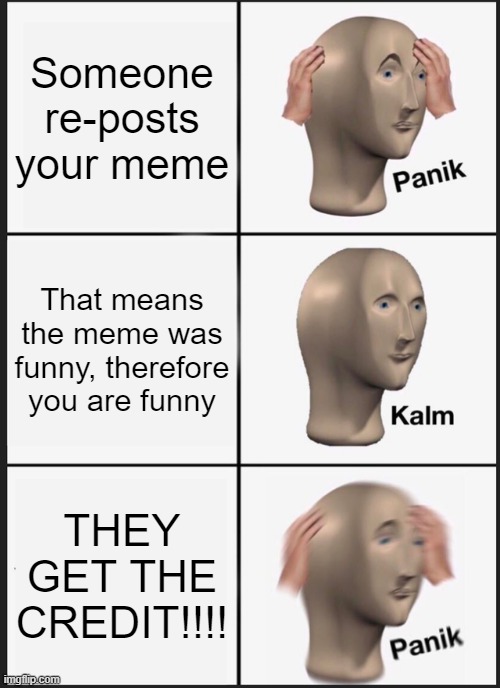 Someone
re-posts
your meme
Panik
That means
the meme was
funny, therefore
you are funny
Kalm
THEY
GET THE
CREDIT!!!!
Panik
imgflip.com